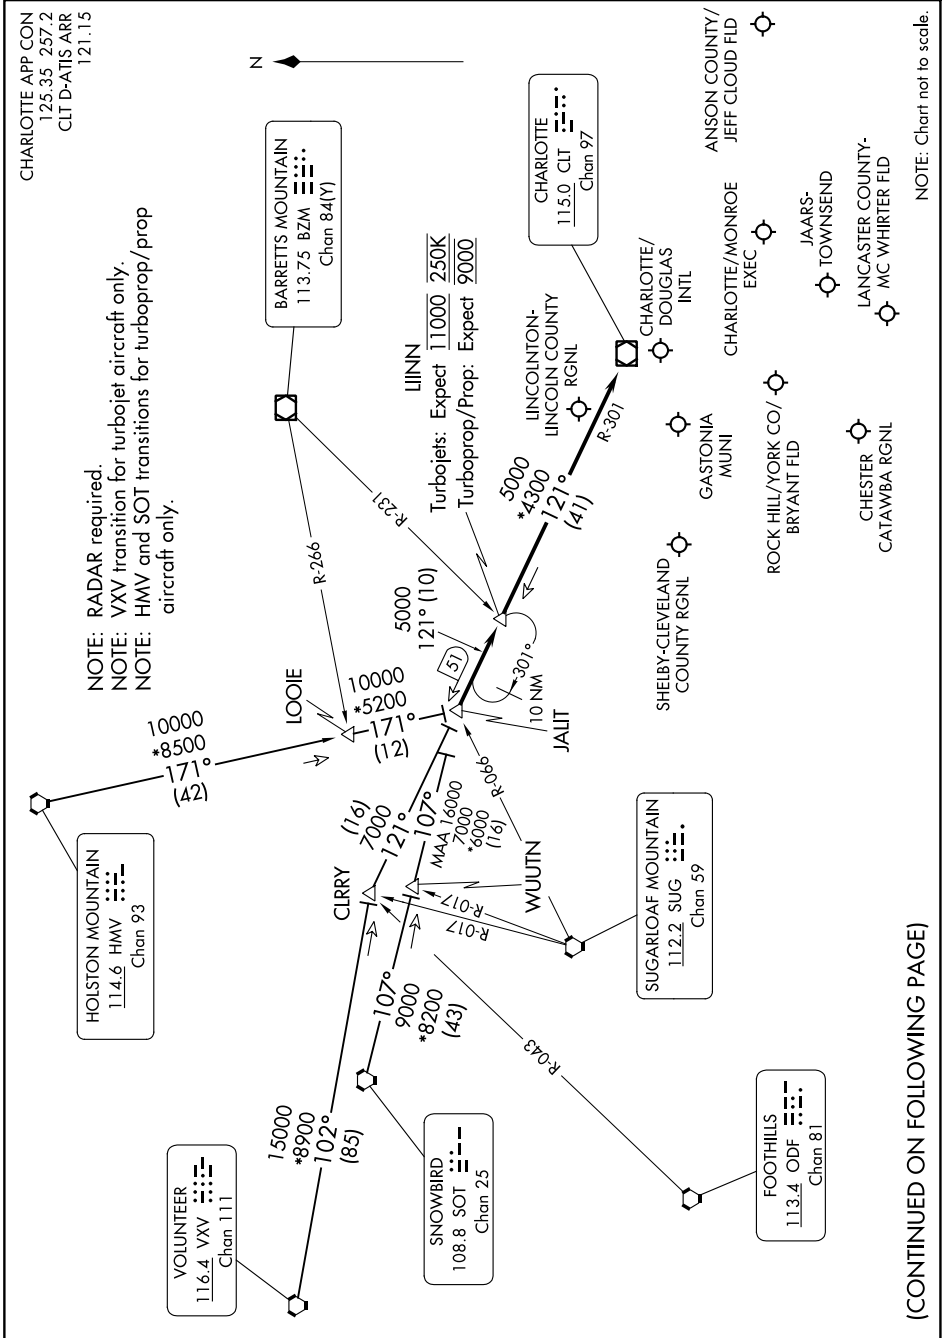 CHARLOTTE APP CON
125.35 257.2
CLT D-ATIS ARR
121.15
NOTE: RADAR required.
NOTE: VXV transition for turbojet aircraft only.
NOTE: HMV and SOT transitions for turboprop/prop
aircraft only.
N
HOLSTON MOUNTAIN
114.6 HMV
Chan 93
10000
*8500
171°
(42)
LOOIE
10000
*5200
171°
(12)
R-266
BARRETTS MOUNTAIN
113.75 BZM
Chan 84(Y)
R-231
LIINN
Turbojets: Expect 11000 250K
Turboprop/Prop: Expect 9000
5000
121° (10)
51
301°
10 NM
JALIT
VOLUNTEER
116.4 VXV
Chan 111
15000
*8900
102°
(85)
CLRRY
(16)
7000
121°
SNOWBIRD
108.8 SOT
Chan 25
107°
9000
*8200
(43)
107°
MAA 16000
7000
*6000
(16)
WUUTN
R-017
R-017
R-066
R-043
SUGARLOAF MOUNTAIN
112.2 SUG
Chan 59
FOOTHILLS
113.4 ODF
Chan 81
5000
*4300
121°
(41)
R-301
CHARLOTTE
115.0 CLT
Chan 97
LINCOLNTON-
LINCOLN COUNTY
RGNL
CHARLOTTE/
DOUGLAS
INTL
SHELBY-CLEVELAND
COUNTY RGNL
GASTONIA
MUNI
CHARLOTTE/MONROE
EXEC
ANSON COUNTY/
JEFF CLOUD FLD
ROCK HILL/YORK CO/
BRYANT FLD
JAARS-
TOWNSEND
CHESTER
CATAWBA RGNL
LANCASTER COUNTY-
MC WHIRTER FLD
NOTE: Chart not to scale.
(CONTINUED ON FOLLOWING PAGE)